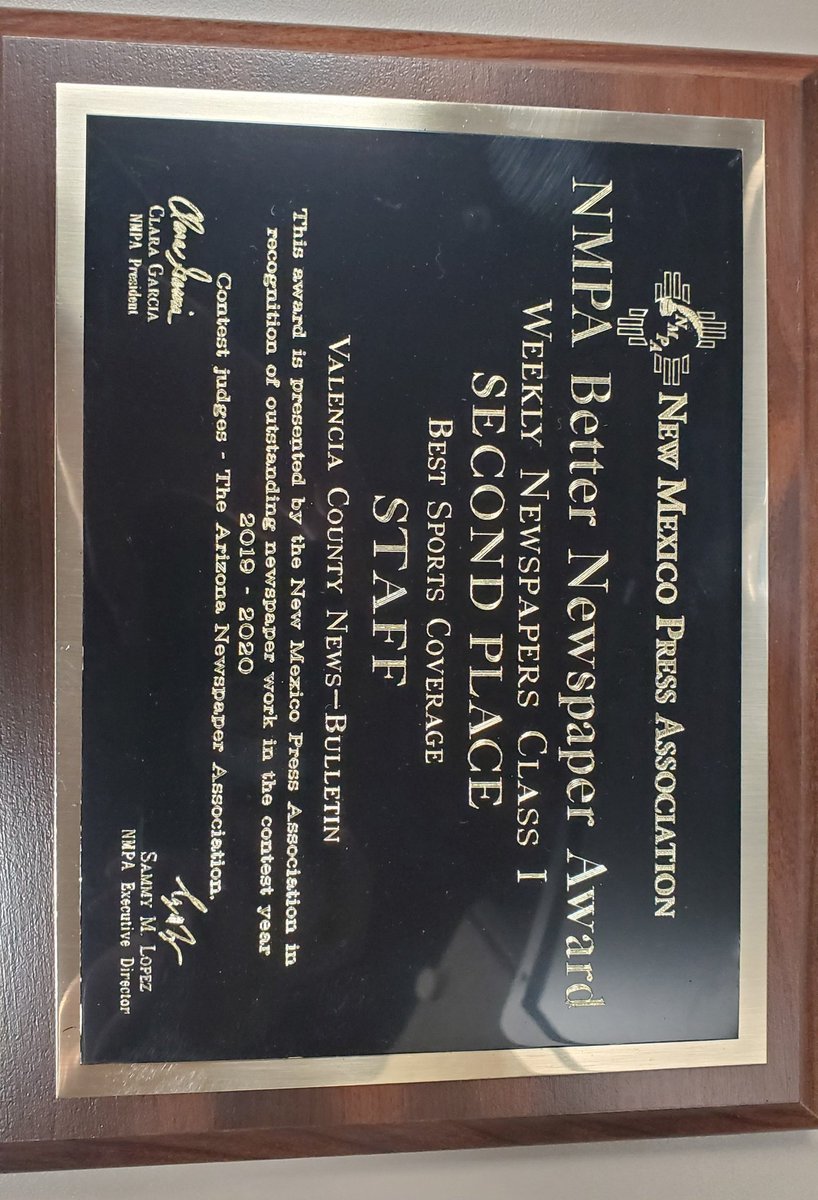 NMPA
New Mexico Press Association
NMPA Better Newspaper Award
Weekly Newspapers Class I
SECOND PLACE
Best Sports Coverage
STAFF
Valencia County News-Bulletin
This award is presented by the New Mexico Press Association in
recognition of outstanding newspaper work in the contest year
2019 - 2020
Contest judges - The Arizona Newspaper Association.
Clara Garcia
Clara Garcia
NMPA President
Sammy M. Lopez
NMPA Executive Director